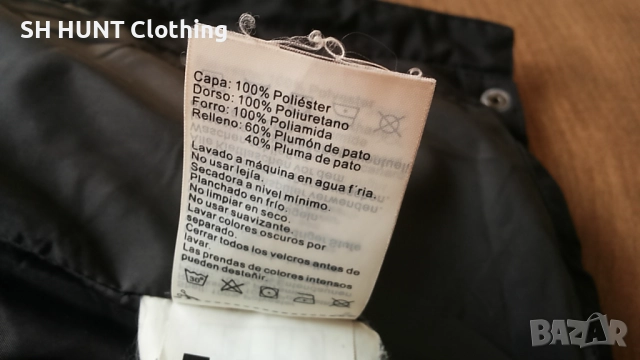 SH HUNT Clothing
Capa: 100% Poliéster
Dorso: 100% Poliuretano
Forro: 100% Poliamida
Relleno: 60% Plumón de pato
40% Pluma de pato
Lavado a máquina en agua f´ria.
No usar lejía.
Secadora a nivel mínimo.
Planchado en frío.
No limpiar en seco.
No usar suavizante.
Lavar colores oscuros por
separado.
Cerrar todos los velcros antes de
lavar.
Las prendas de colores intensos
pueden desteñir.
30°
BAZAR